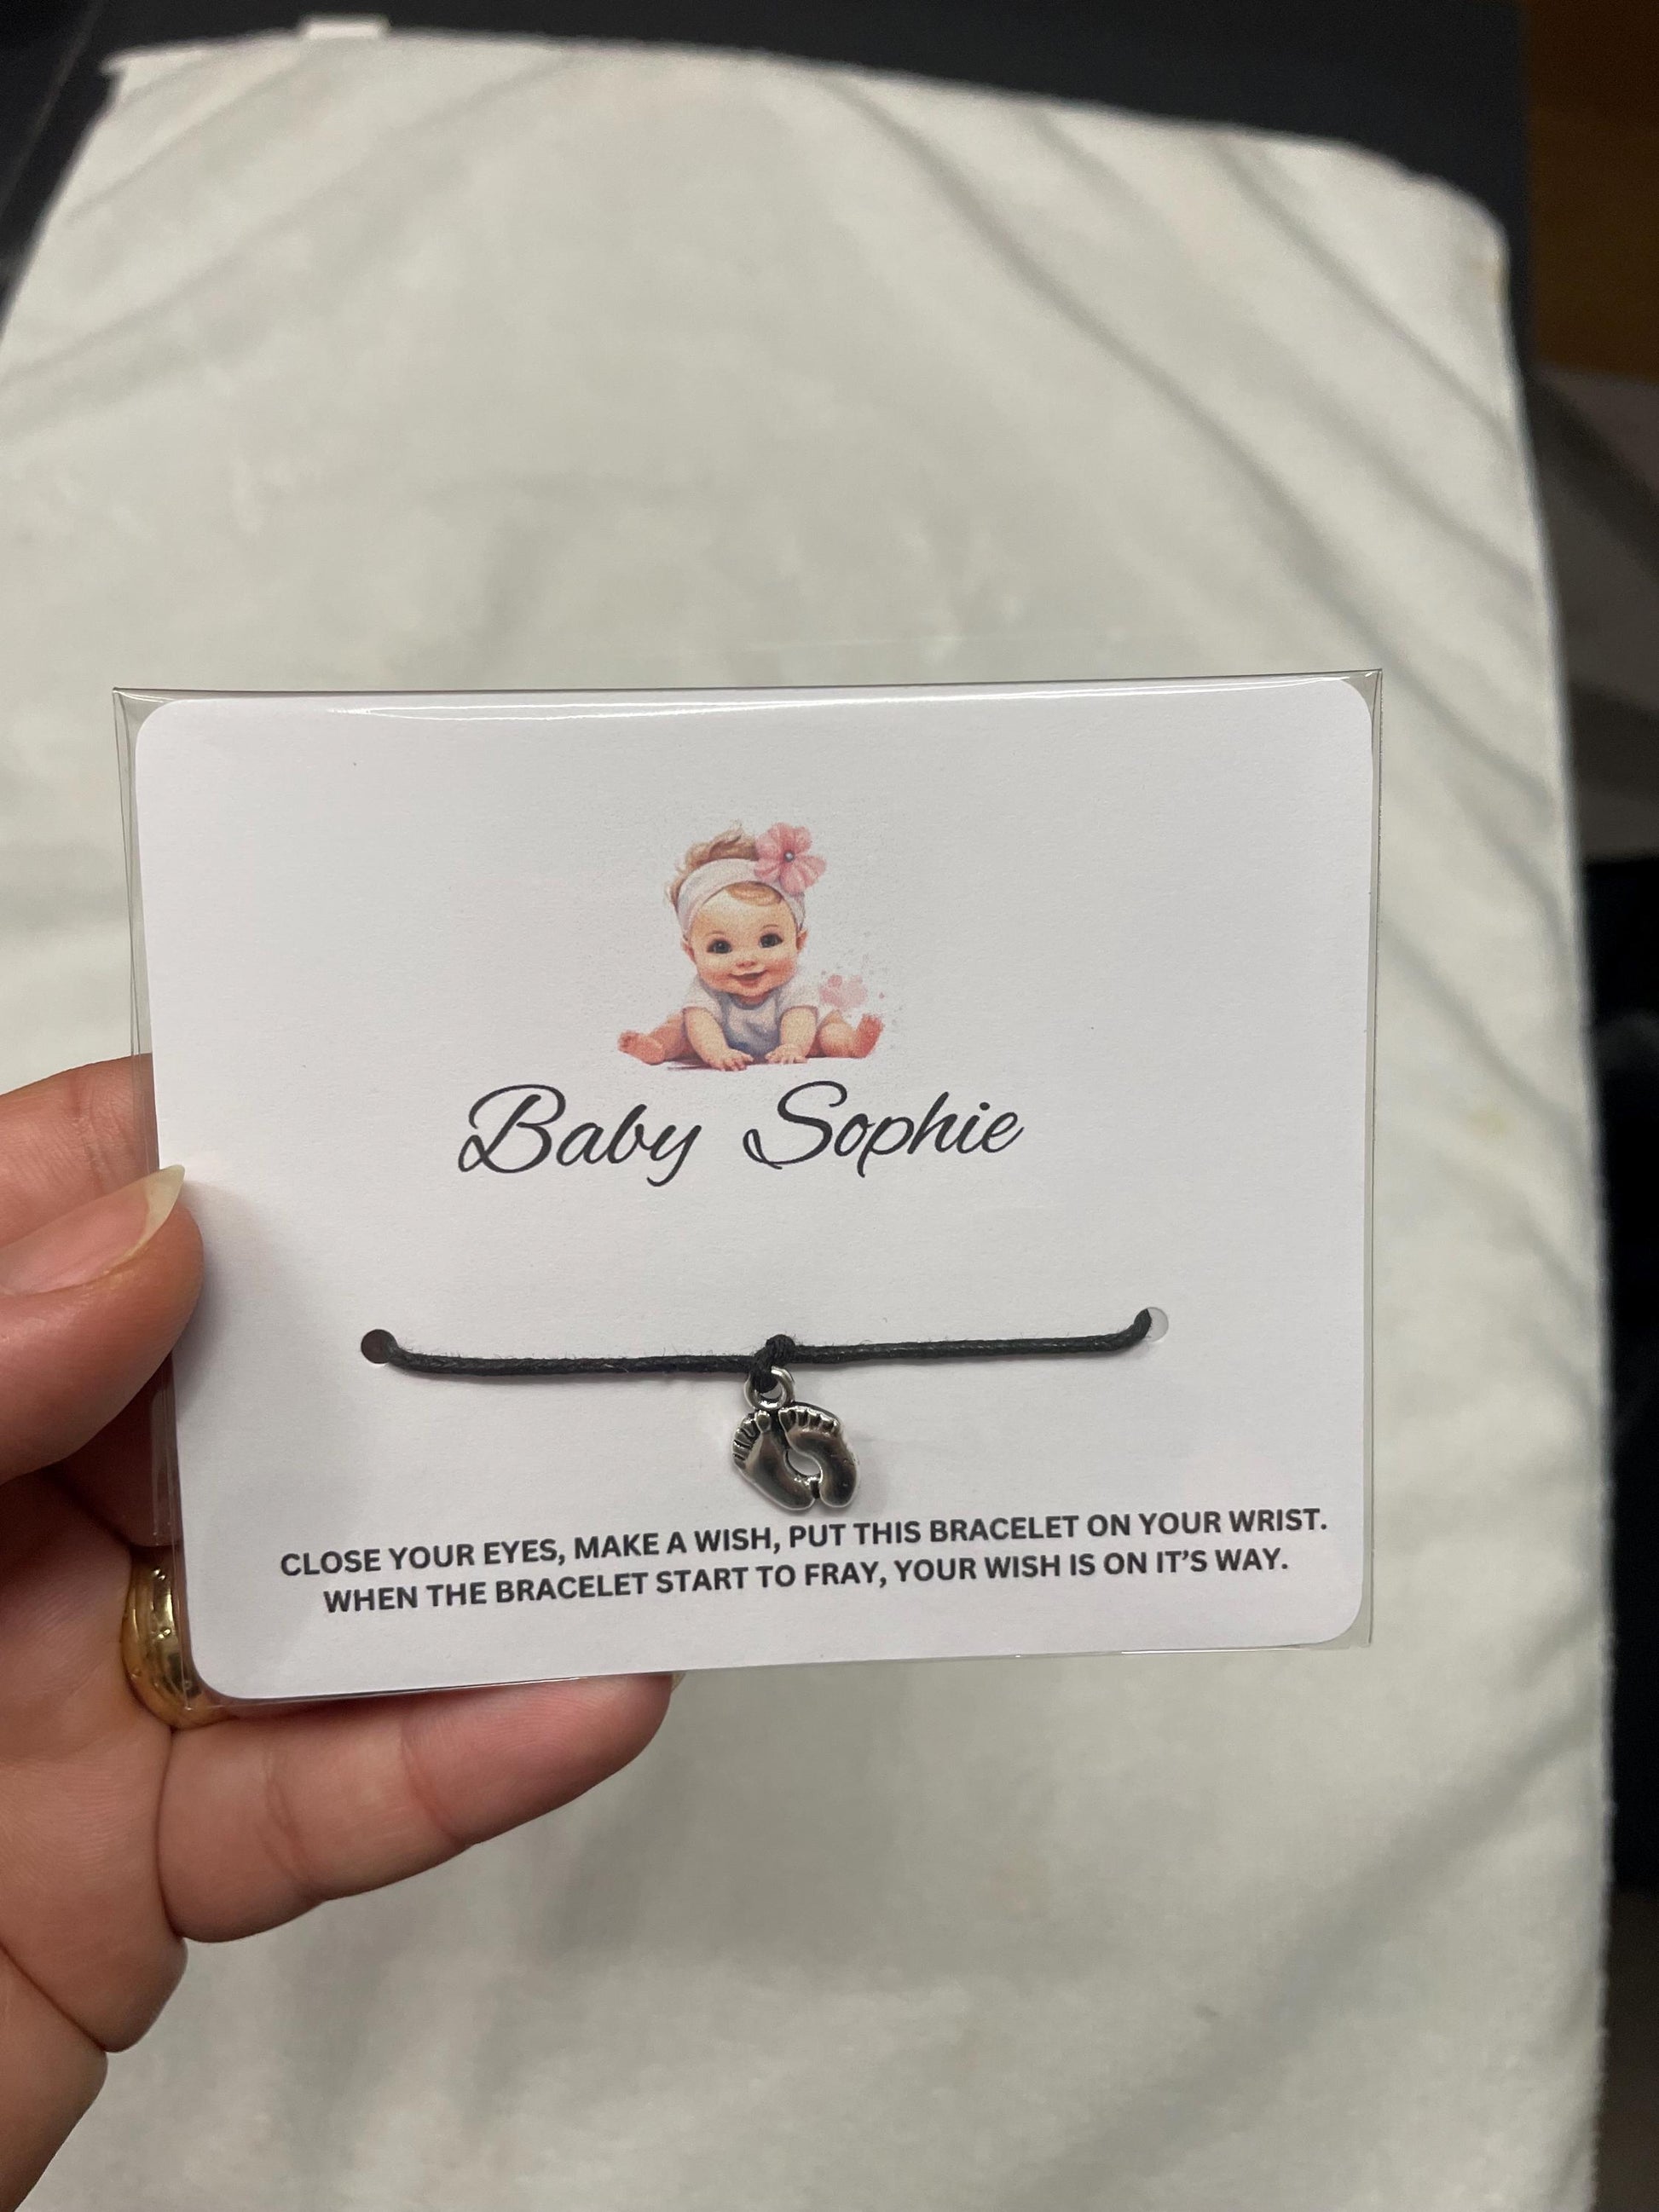 Baby Sophie
CLOSE YOUR EYES, MAKE A WISH, PUT THIS BRACELET ON YOUR WRIST.
WHEN THE BRACELET START TO FRAY, YOUR WISH IS ON IT’S WAY.